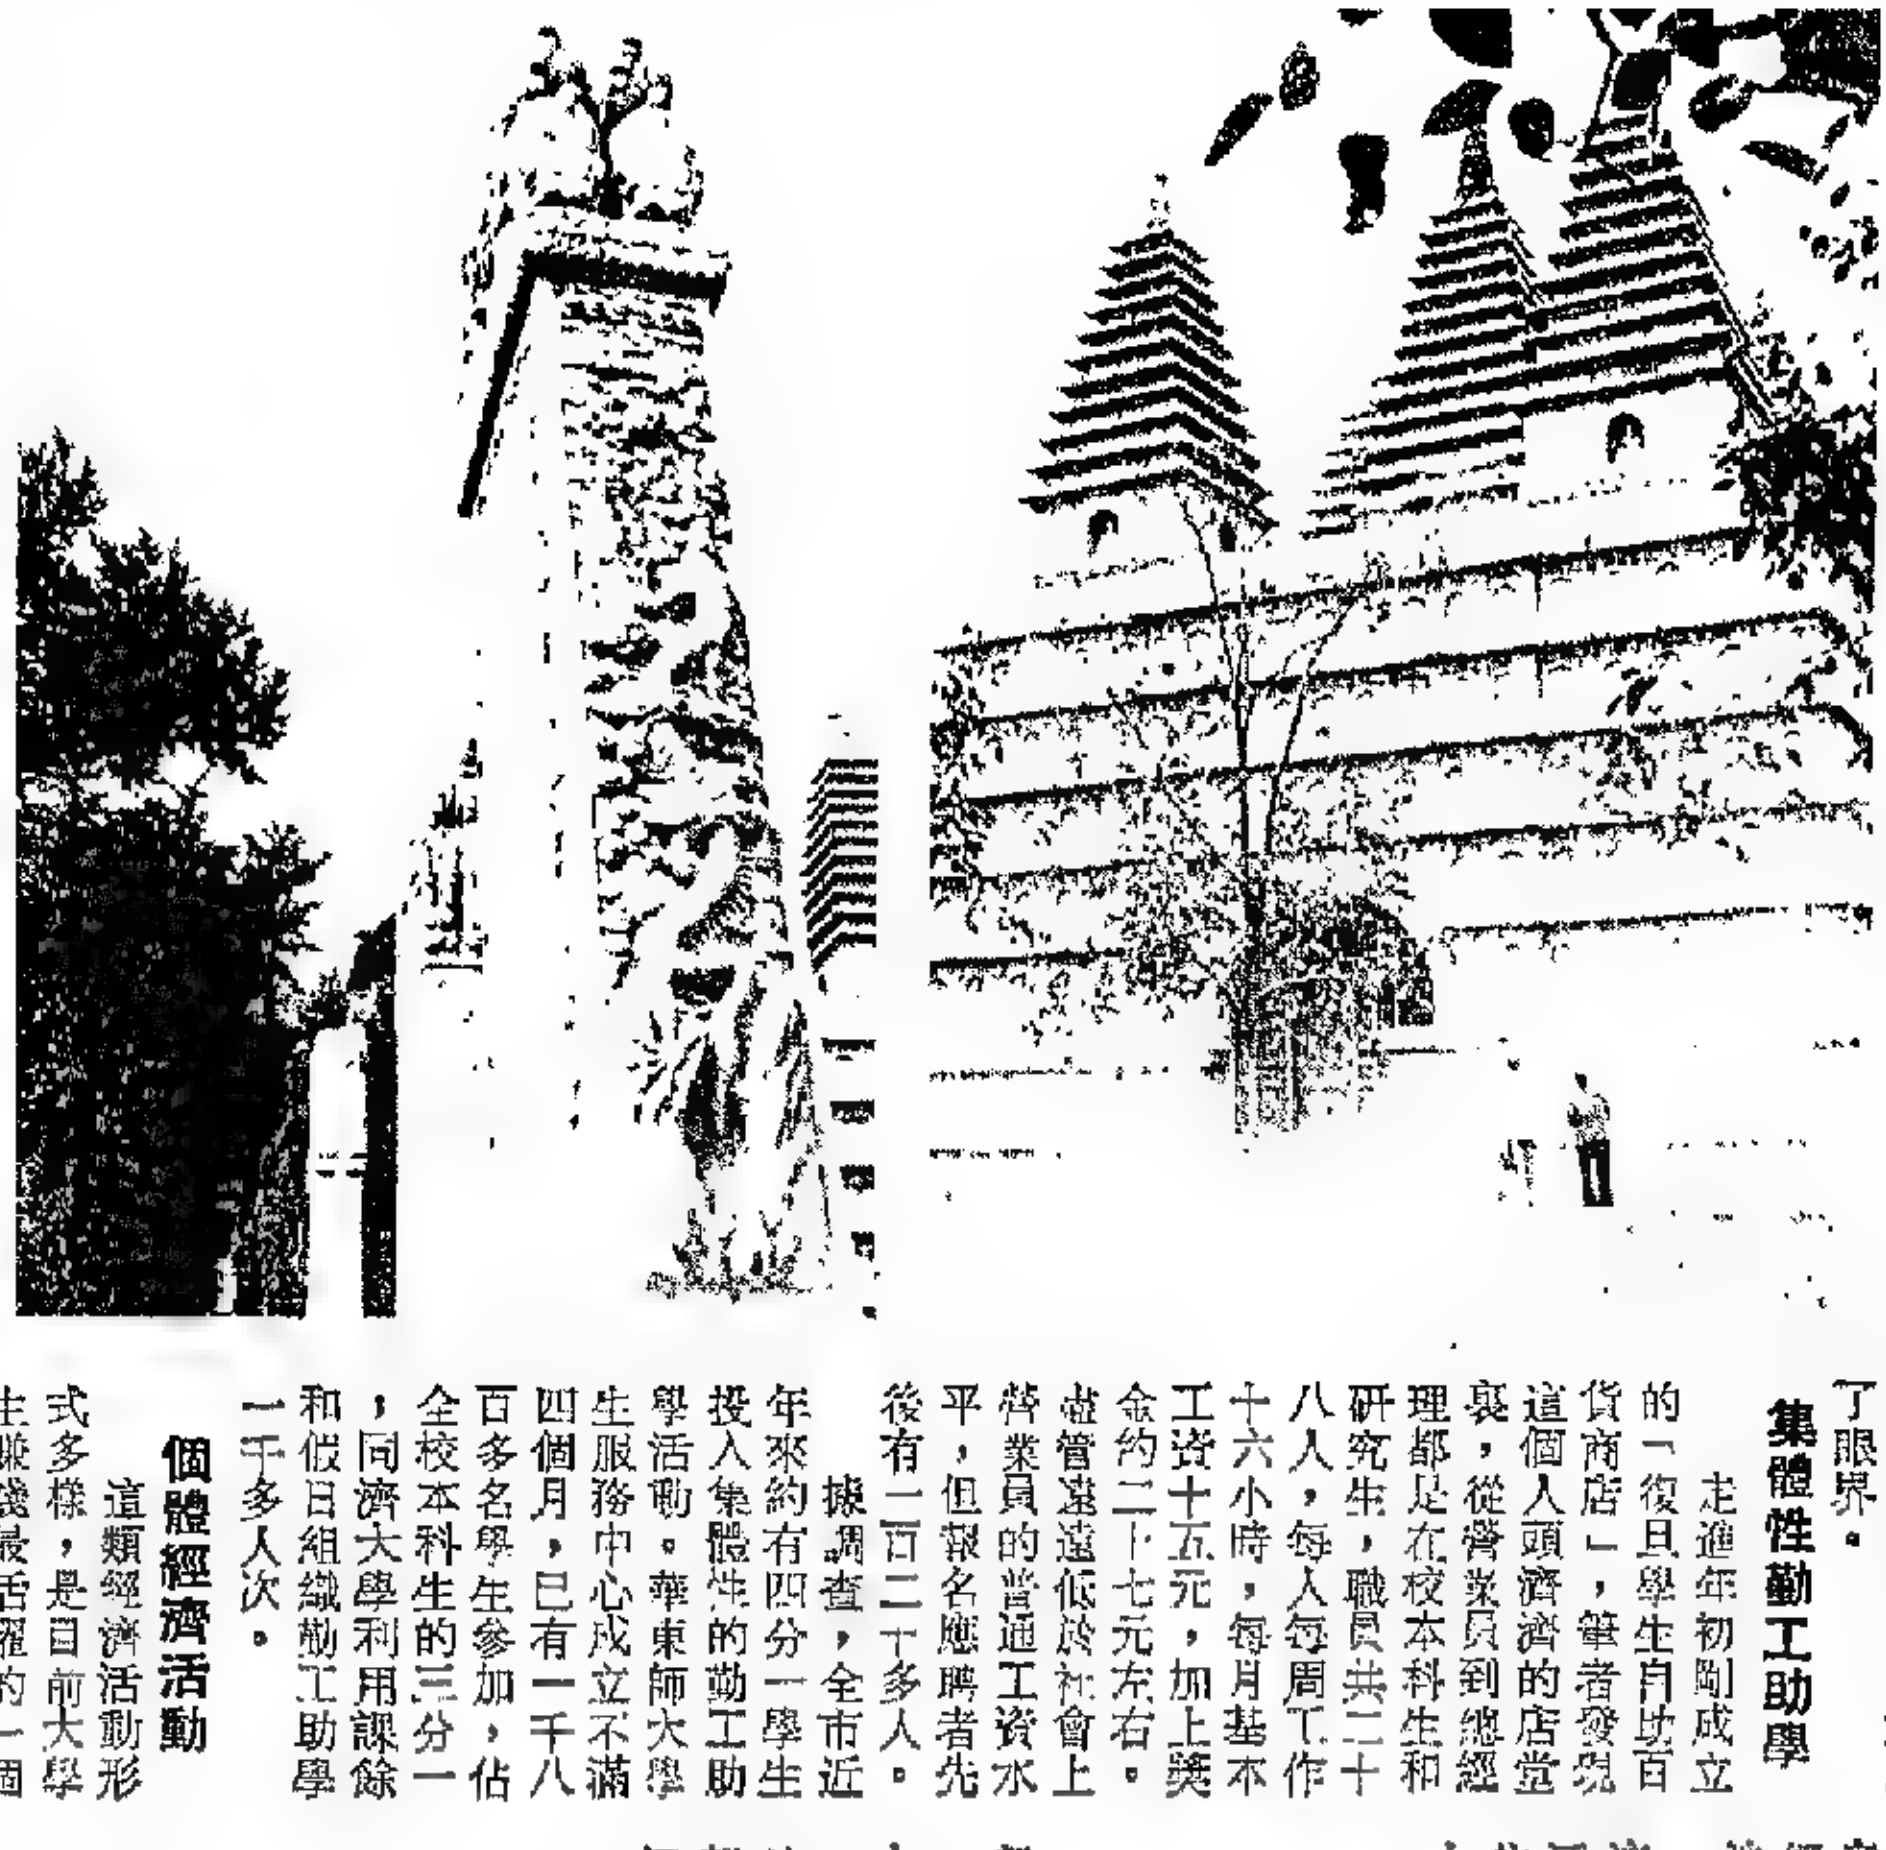 了眼界。
集體性勤工助學
走進年初剛成立
的「復旦學生自助百
貨商店」，筆者發現
這個人頭濟濟的店堂
裏，從營業員到總經
理都是在校本科生和
研究生，職員共二十
八人，每人每周工作
十六小時，每月基本
工資十五元，加上獎
金約二十七元左右。
儘管遠遠低於社會上
營業員的普通工資水
平，但報名應聘者先
後有二百二十多人。
據調查，全市近
年來約有四分一學生
投入集體性的勤工助
學活動。華東師大學
生服務中心成立不滿
四個月，已有一千八
百多名學生參加，佔
全校本科生的三分一
，同濟大學利用課餘
和假日組織勤工助學
一千多人次。
個體經濟活動
這類經濟活動形
式多樣，是目前大學
生賺錢最活躍的一個